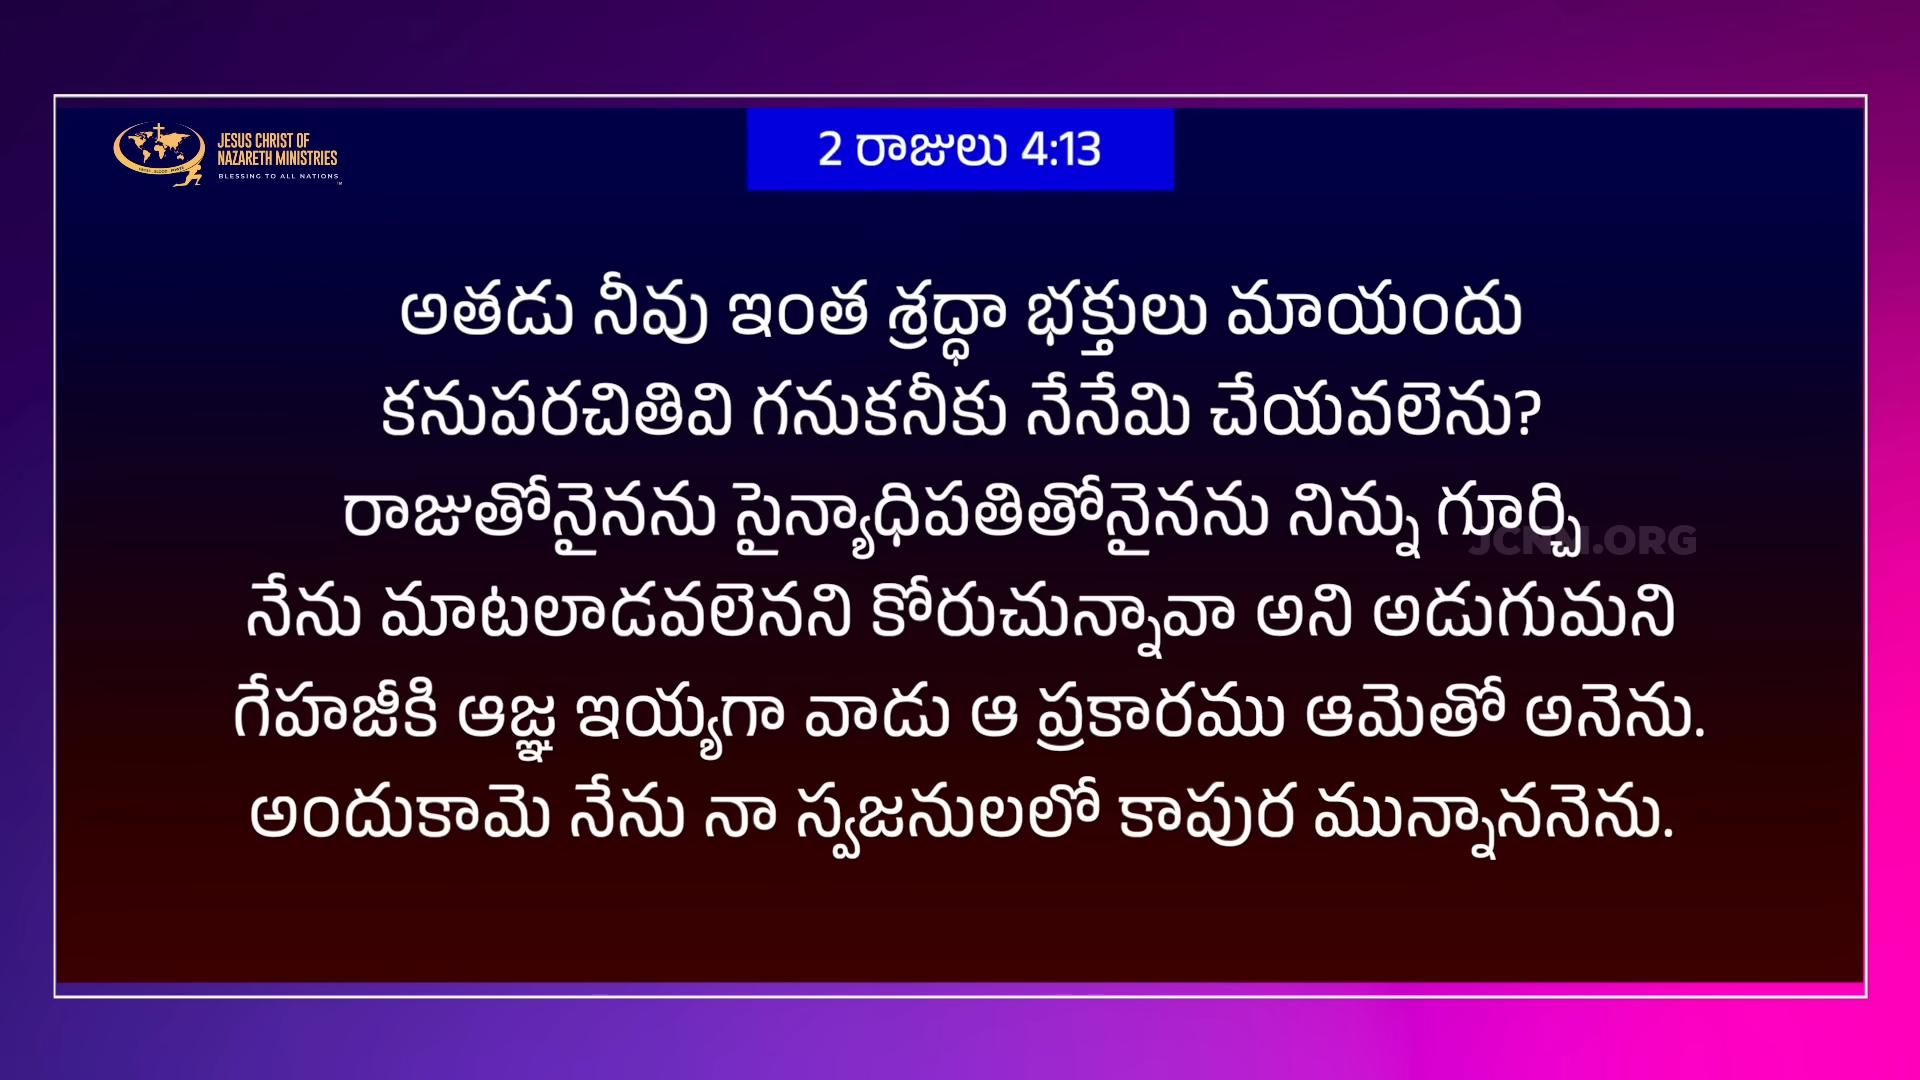 JESUS CHRIST OF
NAZARETH MINISTRIES
BLESSING TO ALL NATIONS
2 రాజులు 4:13
అతడు నీవు ఇంత శ్రద్ధా భక్తులు మాయందు
కనుపరచితివి గనుకనీకు నేనేమి చేయవలెను?
రాజుతోనైనను సైన్యాధిపతితోనైనను నిన్ను గూర్చి
JCNM.ORG
నేను మాటలాడవలెనని కోరుచున్నావా అని అడుగుమని
గేహజీకి ఆజ్ఞ ఇయ్యగా వాడు ఆ ప్రకారము ఆమెతో అనెను.
అందుకామె నేను నా స్వజనులలో కాపుర మున్నాననెను.